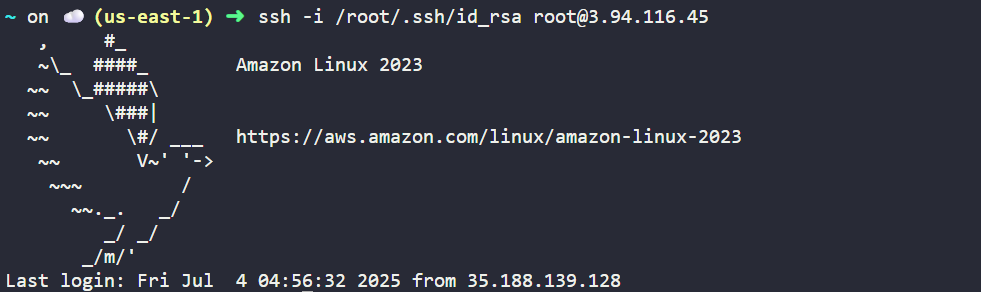 ~ on ☁️ (us-east-1) ➜ ssh -i /root/.ssh/id_rsa root@3.94.116.45
   ,     #_
   ~\_  ####_        Amazon Linux 2023
  ~~  \_#####\
  ~~     \###|
  ~~       \#/ ___   https://aws.amazon.com/linux/amazon-linux-2023
   ~~       V~' '->
    ~~~         /
      ~~._.   _/
         _/ _/
       _/m/'
Last login: Fri Jul  4 04:56:32 2025 from 35.188.139.128